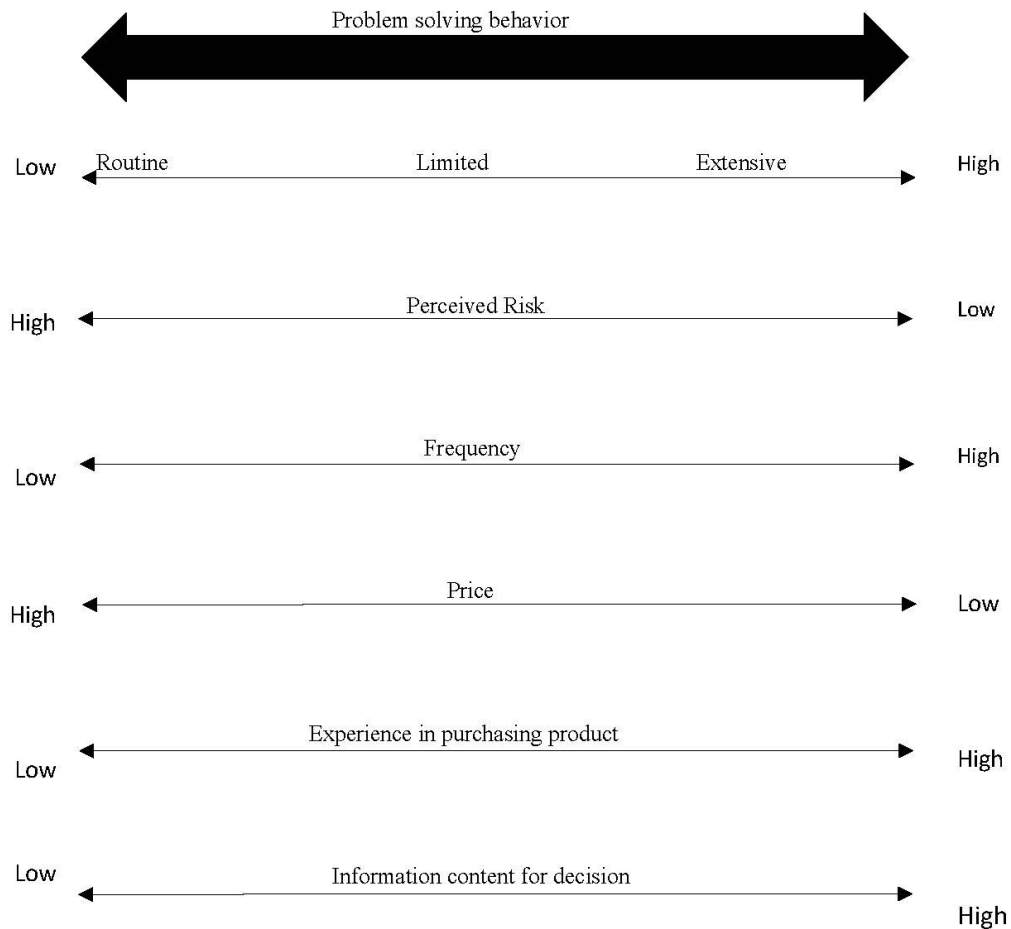 Problem solving behavior
Low Routine Limited Extensive High
High Perceived Risk Low
Low Frequency High
High Price Low
Low Experience in purchasing product High
Low Information content for decision High